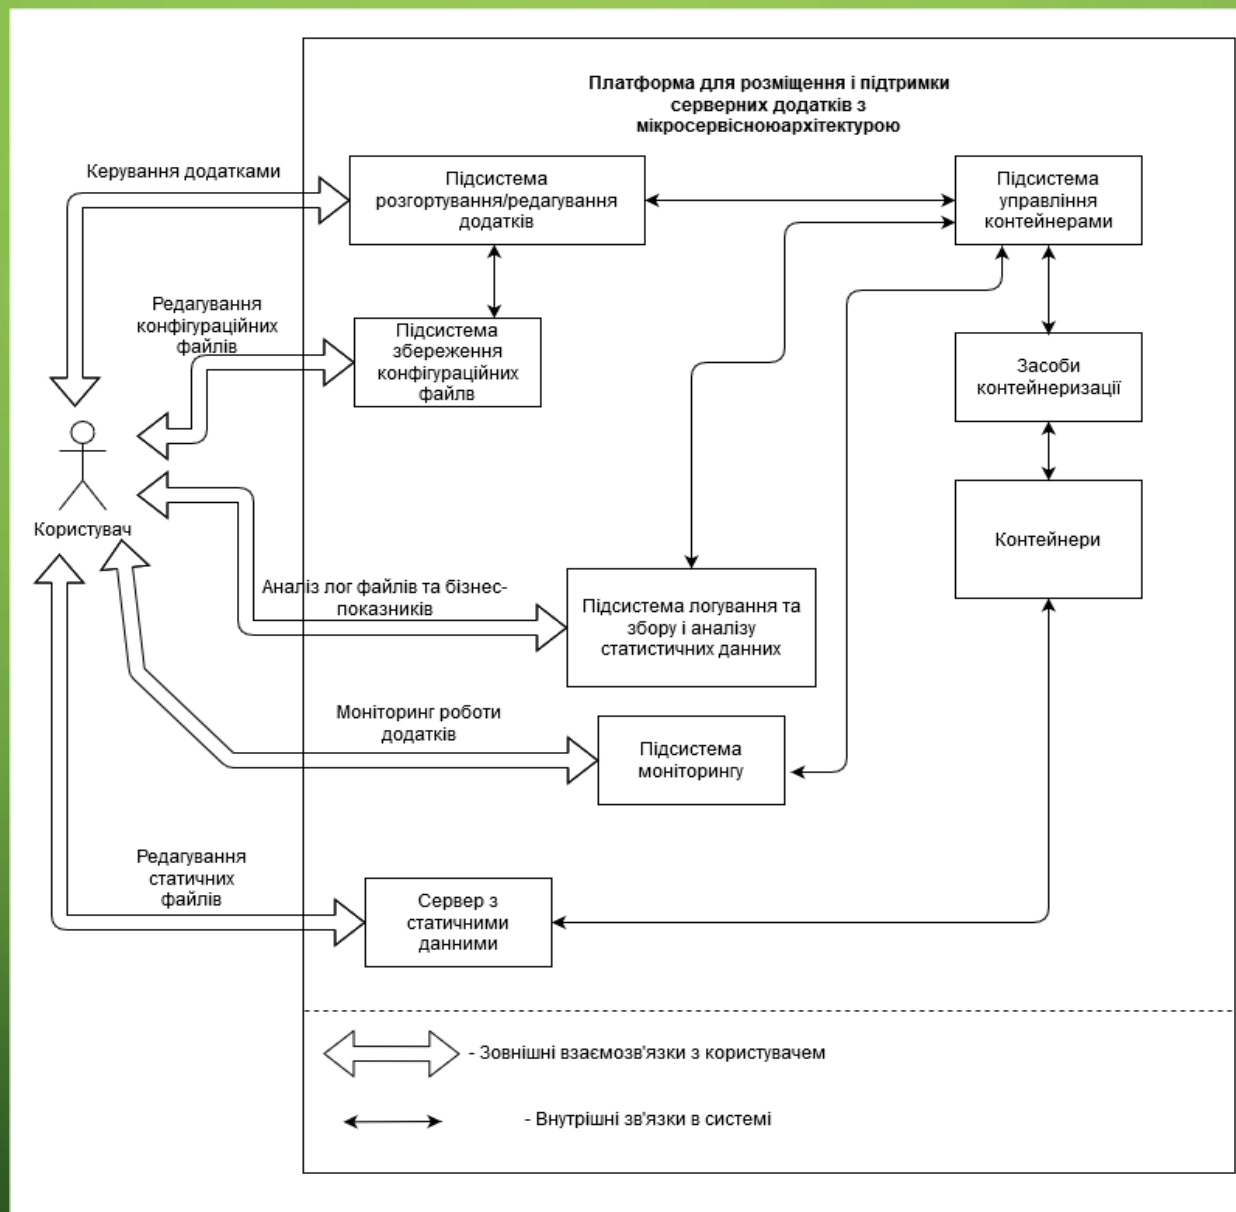 Платформа для розміщення і підтримки
серверних додатків з
мікросервісноюархітектурою
Керування додатками
Підсистема
розгортування/редагування
додатків
Підсистема
управління
контейнерами
Редагування
конфігураційних
файлів
Підсистема
збереження
конфігураційних
файлв
Засоби
контейнеризації
Користувач
Контейнери
Аналіз лог файлів та бізнес-
показників
Підсистема логування та
збору і аналізу
статистичних данних
Моніторинг роботи
додатків
Підсистема
моніторингу
Редагування
статичних
файлів
Сервер з
статичними
данними
- Зовнішні взаємозв'язки з користувачем
- Внутрішні зв'язки в системі